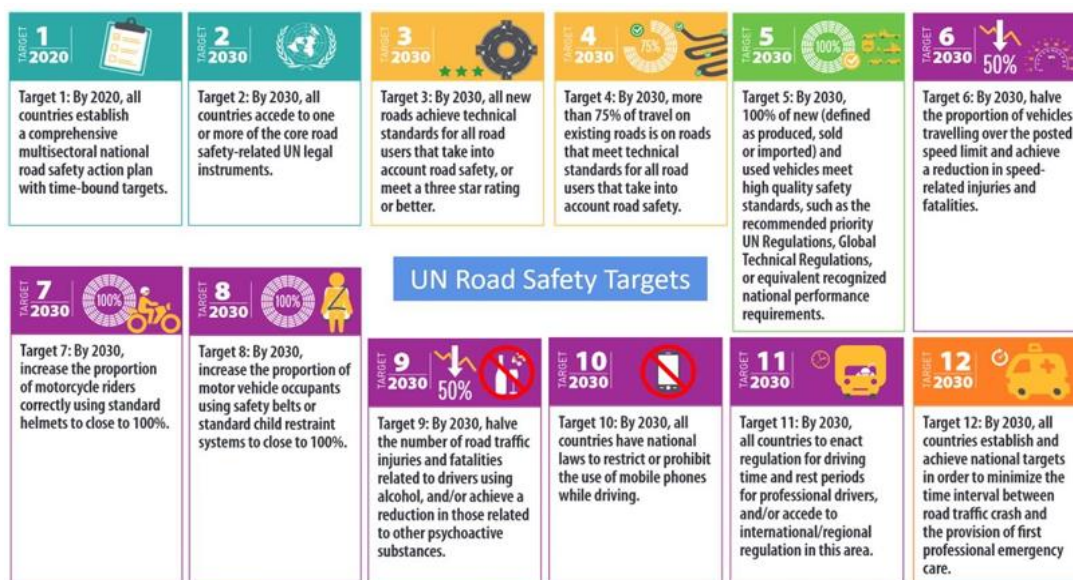 TARGET
1
2020
Target 1: By 2020, all
countries establish
a comprehensive
multisectoral national
road safety action plan
with time-bound targets.
TARGET
2
2030
Target 2: By 2030, all
countries accede to one
or more of the core road
safety-related UN legal
instruments.
TARGET
3
2030
Target 3: By 2030, all new
roads achieve technical
standards for all road
users that take into
account road safety, or
meet a three star rating
or better.
TARGET
4
2030
75%
Target 4: By 2030, more
than 75% of travel on
existing roads is on roads
that meet technical
standards for all road
users that take into
account road safety.
TARGET
5
2030
100%
Target 5: By 2030,
100% of new (defined
as produced, sold
or imported) and
used vehicles meet
high quality safety
standards, such as the
recommended priority
UN Regulations, Global
Technical Regulations,
or equivalent recognized
national performance
requirements.
TARGET
6
2030
50%
Target 6: By 2030, halve
the proportion of vehicles
travelling over the posted
speed limit and achieve
a reduction in speed-
related injuries and
fatalities.
UN Road Safety Targets
TARGET
7
2030
100%
Target 7: By 2030,
increase the proportion
of motorcycle riders
correctly using standard
helmets to close to 100%.
TARGET
8
2030
100%
Target 8: By 2030,
increase the proportion of
motor vehicle occupants
using safety belts or
standard child restraint
systems to close to 100%.
TARGET
9
2030
50%
Target 9: By 2030, halve
the number of road traffic
injuries and fatalities
related to drivers using
alcohol, and/or achieve a
reduction in those related
to other psychoactive
substances.
TARGET
10
2030
Target 10: By 2030, all
countries have national
laws to restrict or prohibit
the use of mobile phones
while driving.
TARGET
11
2030
Target 11: By 2030,
all countries to enact
regulation for driving
time and rest periods
for professional drivers,
and/or accede to
international/regional
regulation in this area.
TARGET
12
2030
Target 12: By 2030, all
countries establish and
achieve national targets
in order to minimize the
time interval between
road traffic crash and
the provision of first
professional emergency
care.